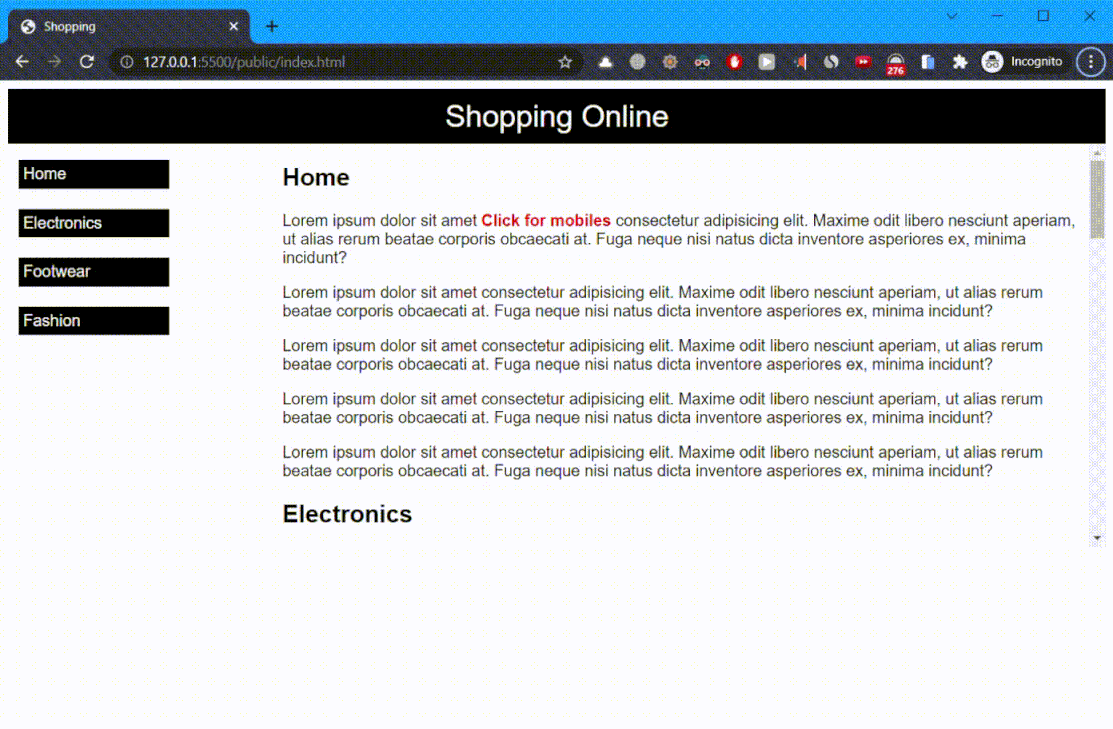 Shopping
127.0.0.1:5500/public/index.html
276
Incognito
Shopping Online
Home
Electronics
Footwear
Fashion
Home
Lorem ipsum dolor sit amet Click for mobiles consectetur adipisicing elit. Maxime odit libero nesciunt aperiam,
ut alias rerum beatae corporis obcaecati at. Fuga neque nisi natus dicta inventore asperiores ex, minima
incidunt?
Lorem ipsum dolor sit amet consectetur adipisicing elit. Maxime odit libero nesciunt aperiam, ut alias rerum
beatae corporis obcaecati at. Fuga neque nisi natus dicta inventore asperiores ex, minima incidunt?
Lorem ipsum dolor sit amet consectetur adipisicing elit. Maxime odit libero nesciunt aperiam, ut alias rerum
beatae corporis obcaecati at. Fuga neque nisi natus dicta inventore asperiores ex, minima incidunt?
Lorem ipsum dolor sit amet consectetur adipisicing elit. Maxime odit libero nesciunt aperiam, ut alias rerum
beatae corporis obcaecati at. Fuga neque nisi natus dicta inventore asperiores ex, minima incidunt?
Lorem ipsum dolor sit amet consectetur adipisicing elit. Maxime odit libero nesciunt aperiam, ut alias rerum
beatae corporis obcaecati at. Fuga neque nisi natus dicta inventore asperiores ex, minima incidunt?
Electronics